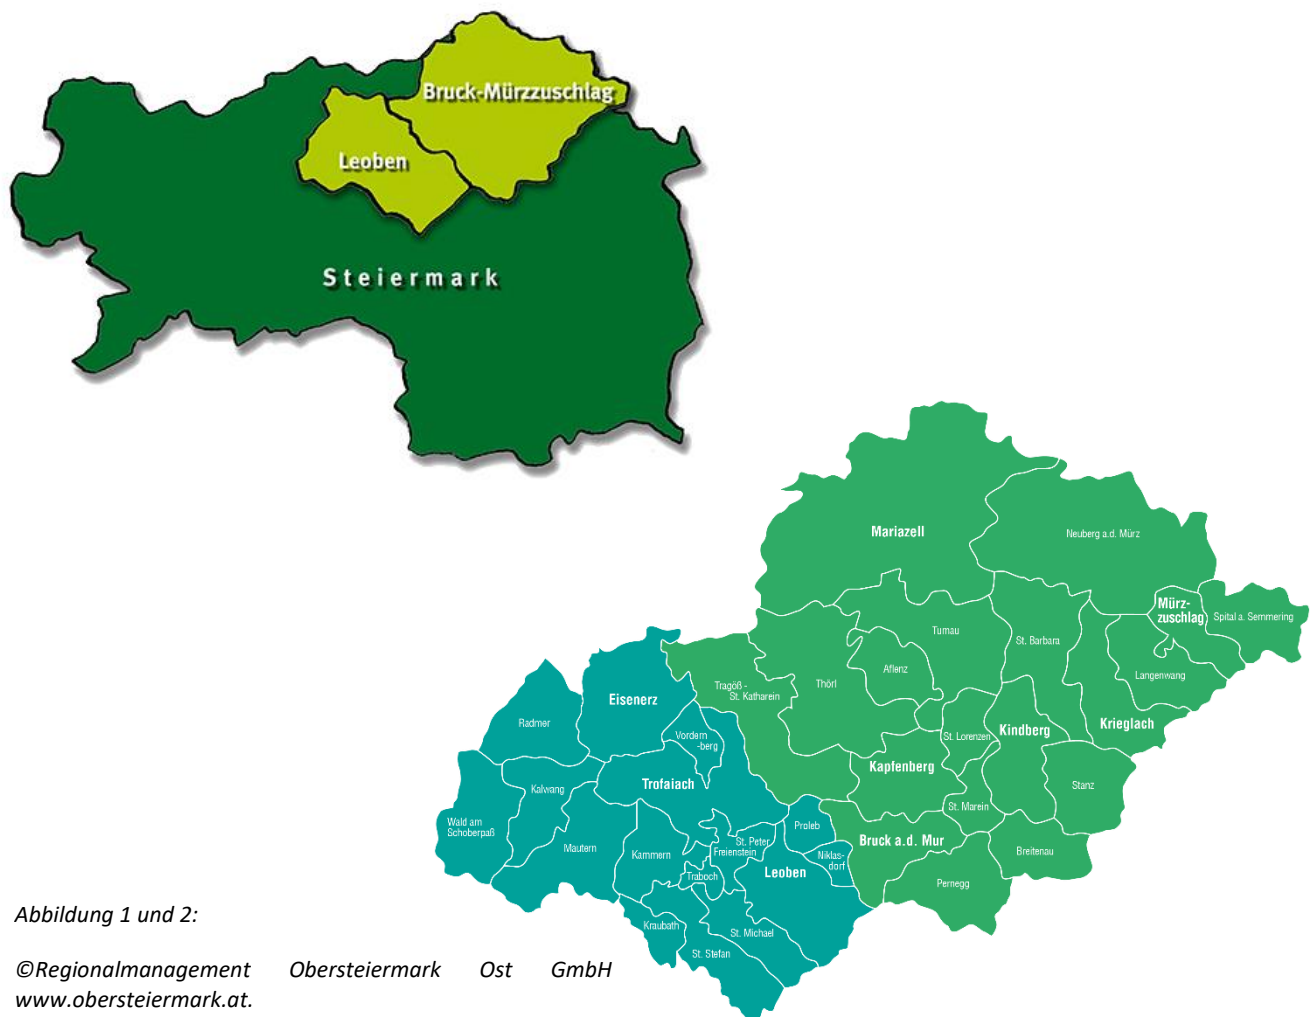 Bruck-Mürzzuschlag
Leoben
Steiermark
Mariazell
Neuberg a.d. Mürz
Mürz-
zuschlag
Spital a. Semmering
Turnau
St. Barbara
Aflenz
Langenwang
Tragöß -
St. Katharein
Thörl
Eisenerz
Radmer
Vordern
-berg
St. Lorenzen
Kindberg
Krieglach
Kapfenberg
Trofaiach
Kalwang
Stanz
St. Marein
Wald am
Schoberpaß
Proleb
Mautern
Kammern
St. Peter
Freienstein
Bruck a.d. Mur
Niklas-
dorf
Breitenau
Leoben
Traboch
Pernegg
Kraubath
St. Michael
St. Stefan
Abbildung 1 und 2:
©Regionalmanagement Obersteiermark Ost GmbH
www.obersteiermark.at.